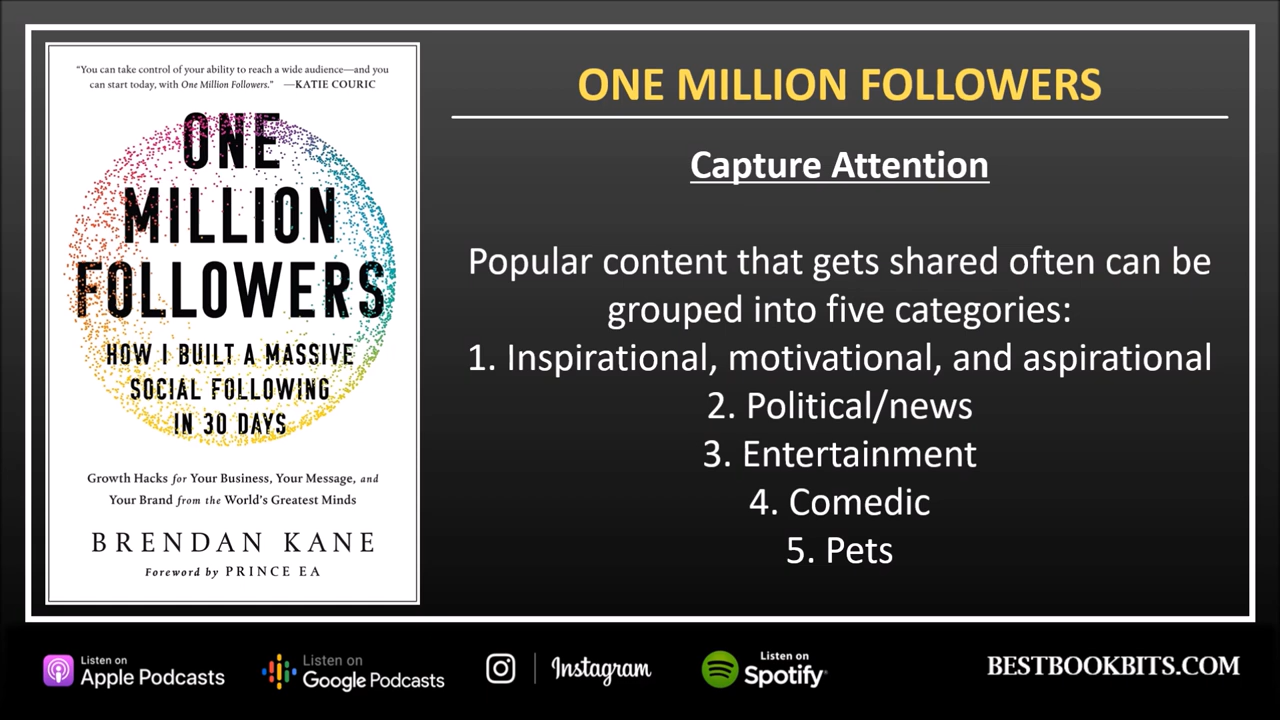 "You can take control of your ability to reach a wide audience—and you
can start today, with One Million Followers." —KATIE COURIC
ONE
MILLION
FOLLOWERS
HOW I BUILT A MASSIVE
SOCIAL FOLLOWING
IN 30 DAYS
Growth Hacks for Your Business, Your Message, and
Your Brand from the World's Greatest Minds
BRENDAN KANE
Foreword by PRINCE EA
ONE MILLION FOLLOWERS
Capture Attention
Popular content that gets shared often can be
grouped into five categories:
1. Inspirational, motivational, and aspirational
2. Political/news
3. Entertainment
4. Comedic
5. Pets
Listen on
Apple Podcasts
Listen on
Google Podcasts
Instagram
Listen on
Spotify
BESTBOOKBITS.COM